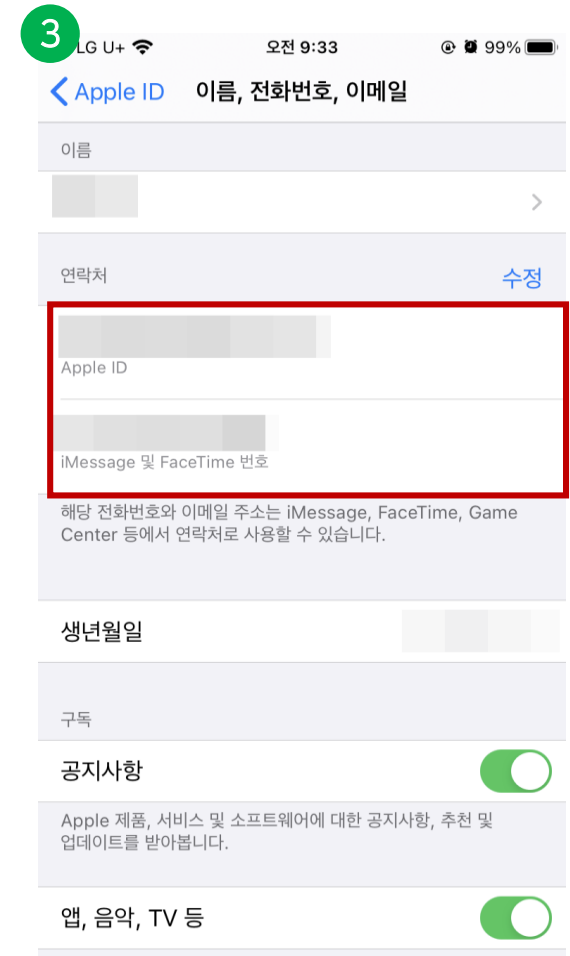 3
LG U+ 오전 9:33 99%
Apple ID 이름, 전화번호, 이메일
이름
연락처 수정
Apple ID
iMessage 및 FaceTime 번호
해당 전화번호와 이메일 주소는 iMessage, FaceTime, Game
Center 등에서 연락처로 사용할 수 있습니다.
생년월일
구독
공지사항
Apple 제품, 서비스 및 소프트웨어에 대한 공지사항, 추천 및
업데이트를 받아봅니다.
앱, 음악, TV 등